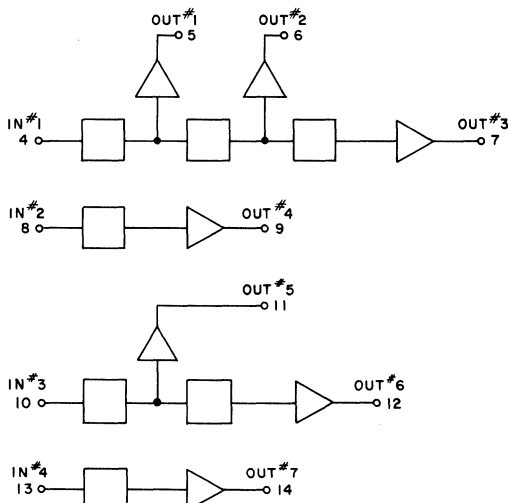 OUT #1
5
OUT #2
6
IN #1
4
OUT #3
7
IN #2
8
OUT #4
9
OUT #5
11
IN #3
10
OUT #6
12
IN #4
13
OUT #7
14